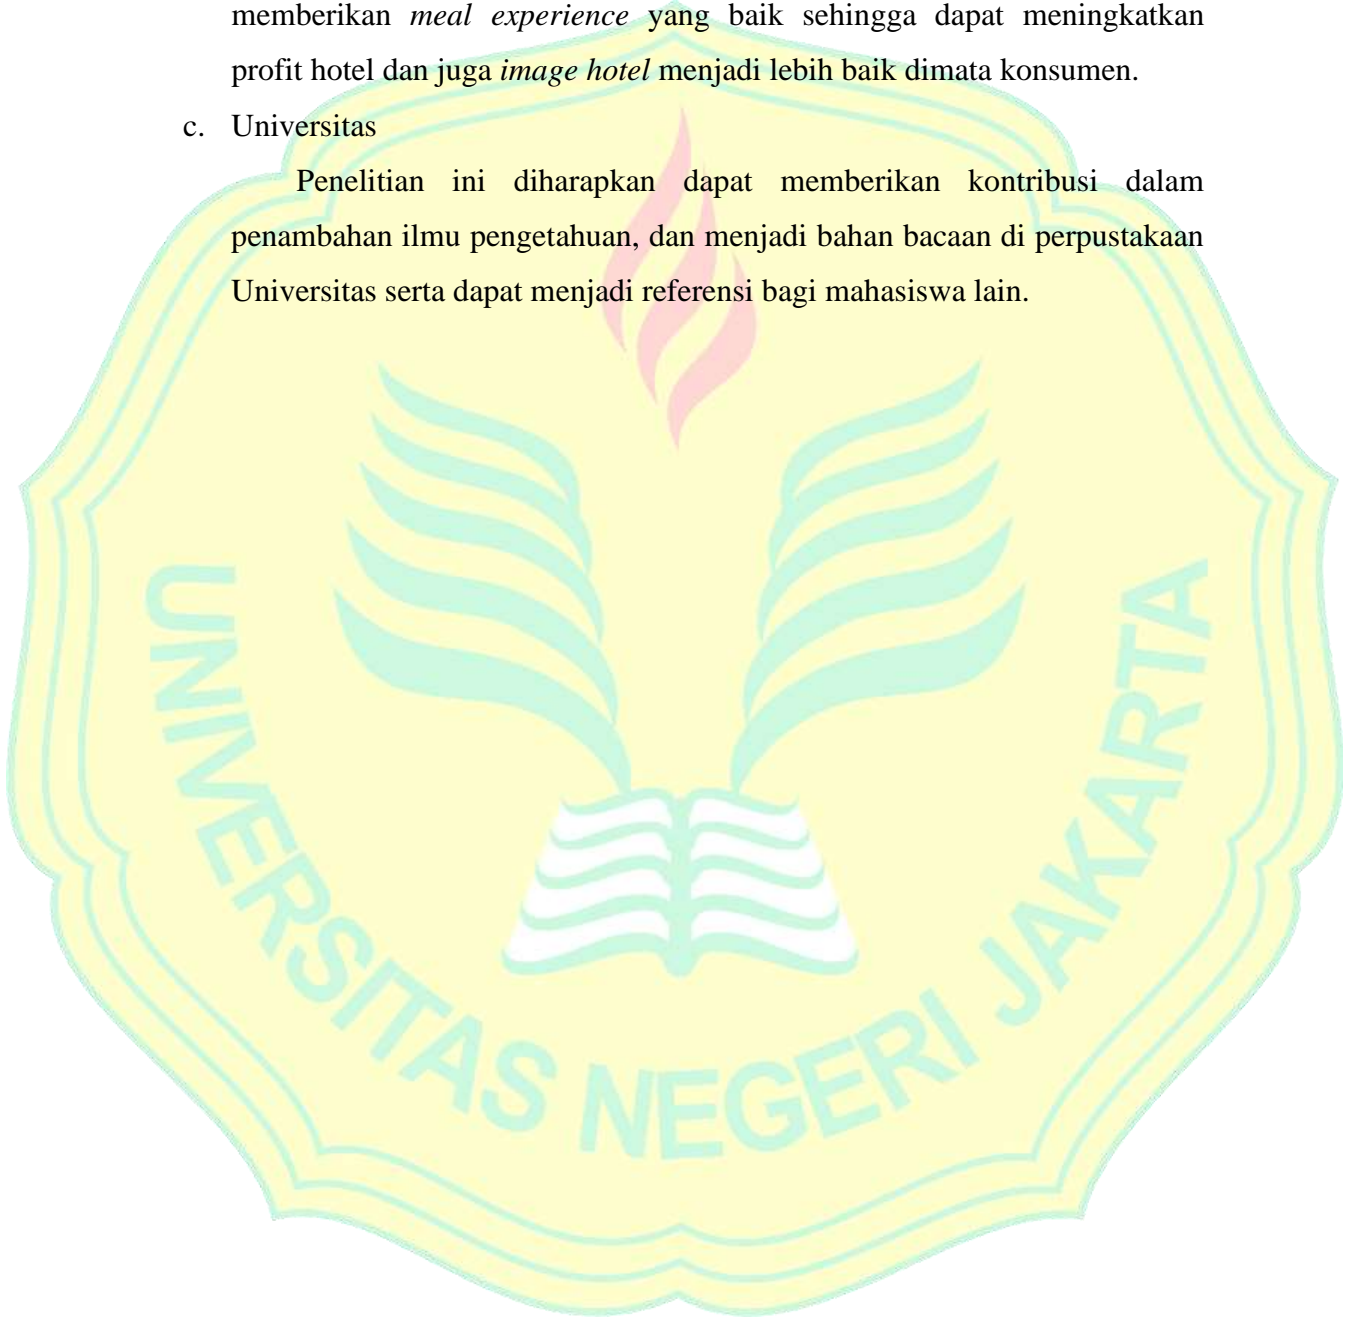 memberikan meal experience yang baik sehingga dapat meningkatkan
profit hotel dan juga image hotel menjadi lebih baik dimata konsumen.
c. Universitas
Penelitian ini diharapkan dapat memberikan kontribusi dalam
penambahan ilmu pengetahuan, dan menjadi bahan bacaan di perpustakaan
Universitas serta dapat menjadi referensi bagi mahasiswa lain.
UNIVERSITAS NEGERI JAKARTA